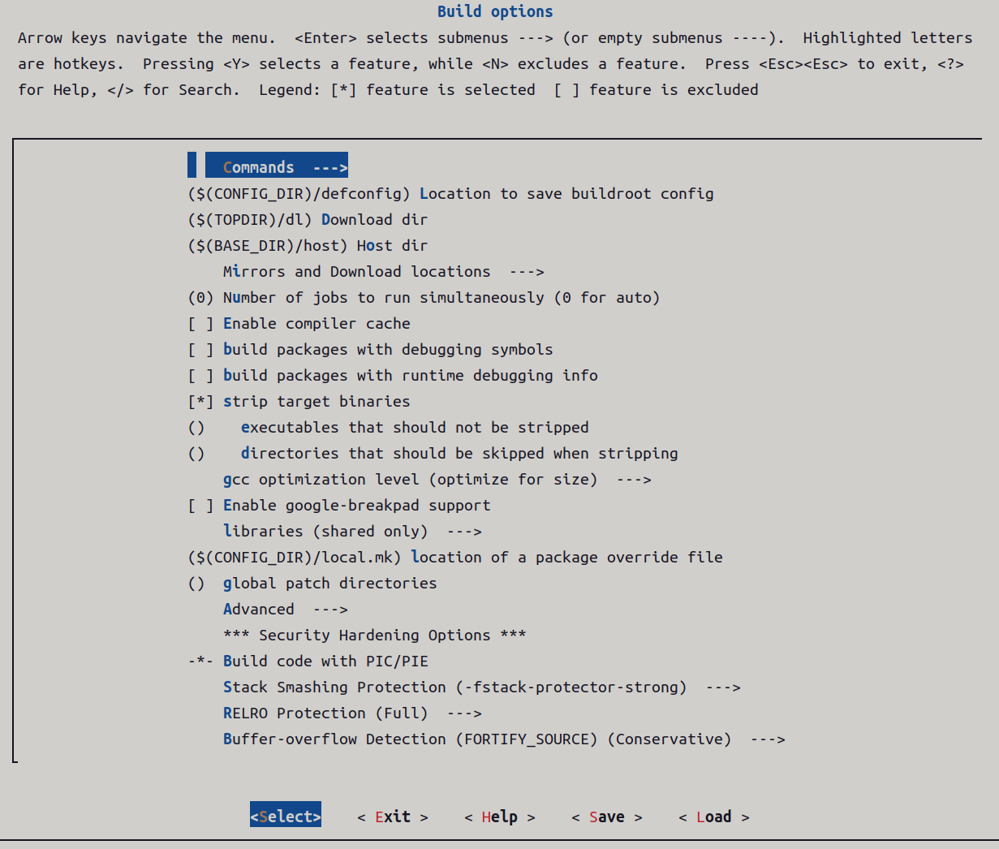 Build options
Arrow keys navigate the menu.  <Enter> selects submenus ---> (or empty submenus ----).  Highlighted letters
are hotkeys.  Pressing <Y> selects a feature, while <N> excludes a feature.  Press <Esc><Esc> to exit, <?>
for Help, </> for Search.  Legend: [*] feature is selected  [ ] feature is excluded
Commands  --->
($(CONFIG_DIR)/defconfig) Location to save buildroot config
($(TOPDIR)/dl) Download dir
($(BASE_DIR)/host) Host dir
Mirrors and Download locations  --->
(0) Number of jobs to run simultaneously (0 for auto)
[ ] Enable compiler cache
[ ] build packages with debugging symbols
[ ] build packages with runtime debugging info
[*] strip target binaries
()    executables that should not be stripped
()    directories that should be skipped when stripping
gcc optimization level (optimize for size)  --->
[ ] Enable google-breakpad support
libraries (shared only)  --->
($(CONFIG_DIR)/local.mk) location of a package override file
()  global patch directories
Advanced  --->
*** Security Hardening Options ***
-*- Build code with PIC/PIE
Stack Smashing Protection (-fstack-protector-strong)  --->
RELRO Protection (Full)  --->
Buffer-overflow Detection (FORTIFY_SOURCE) (Conservative)  --->
<Select>    < Exit >    < Help >    < Save >    < Load >